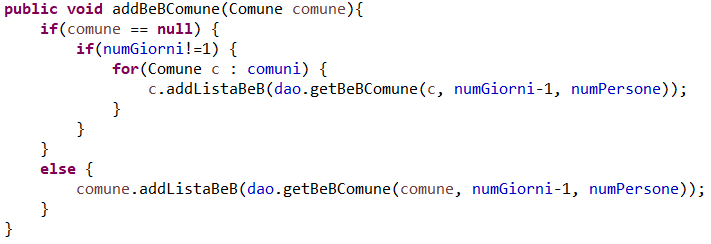 public void addBeBComune(Comune comune){
    if(comune == null) {
        if(numGiorni!=1) {
            for(Comune c : comuni) {
                c.addListaBeB(dao.getBeBComune(c, numGiorni-1, numPersone));
            }
        }
    }
    else {
        comune.addListaBeB(dao.getBeBComune(comune, numGiorni-1, numPersone));
    }
}